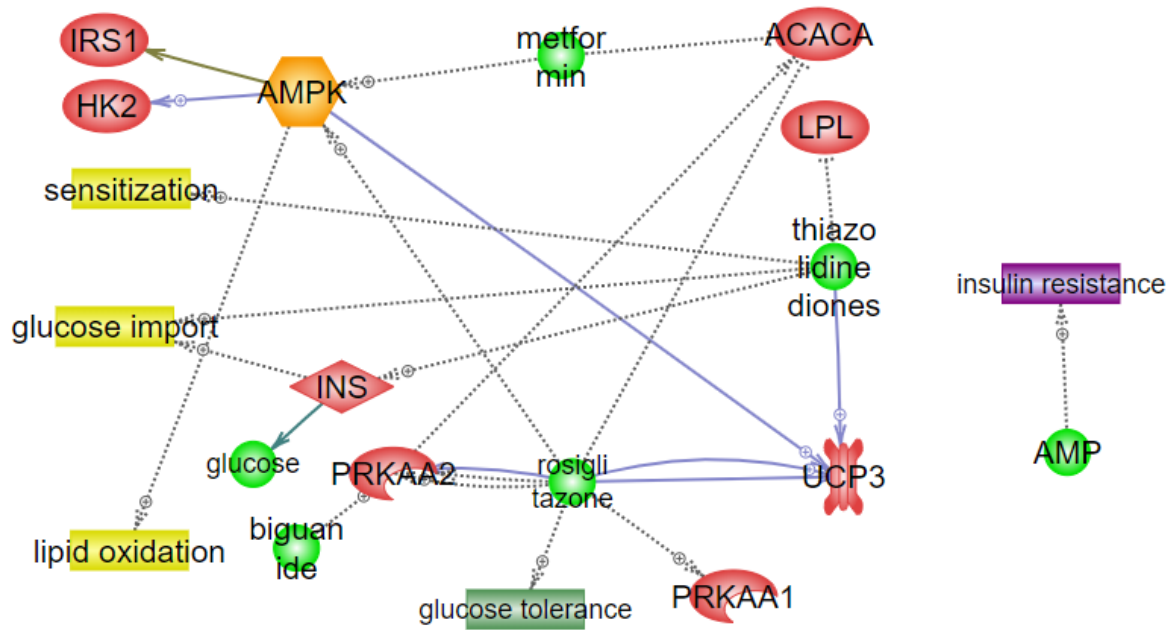 IRS1
metfor
min
ACACA
HK2
AMPK
LPL
sensitization
thiazo
lidine
diones
insulin resistance
glucose import
INS
glucose
PRKAA2
rosigli
tazone
UCP3
AMP
lipid oxidation
biguan
ide
glucose tolerance
PRKAA1